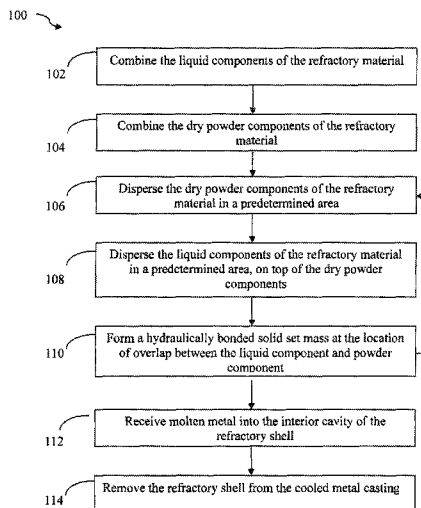 100
102
Combine the liquid components of the refractory material
104
Combine the dry powder components of the refractory
material
106
Disperse the dry powder components of the refractory
material in a predetermined area
108
Disperse the liquid components of the refractory material
in a predetermined area, on top of the dry powder
components
110
Form a hydraulically bonded solid set mass at the location
of overlap between the liquid component and powder
component
112
Receive molten metal into the interior cavity of the
refractory shell
114
Remove the refractory shell from the cooled metal casting